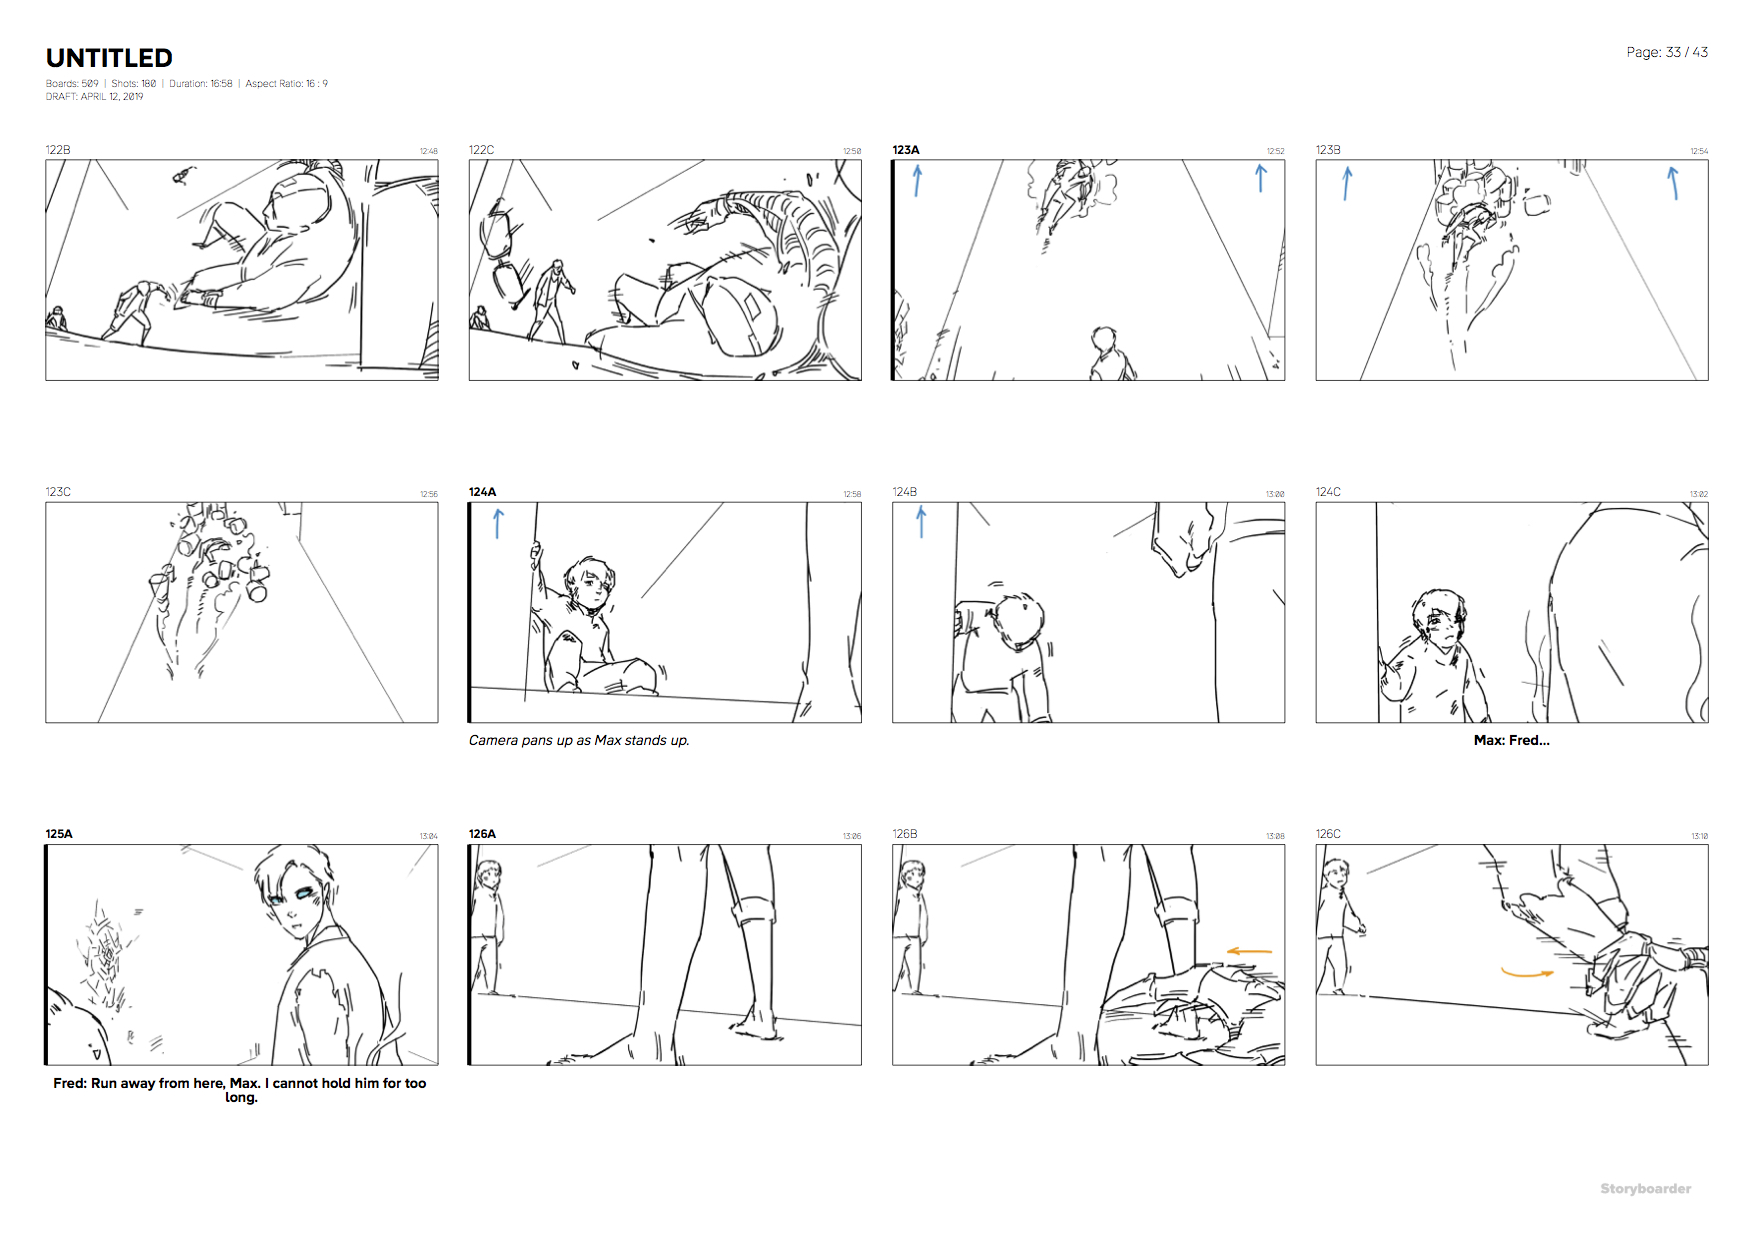 UNTITLED
Page: 33 / 43
Boards: 509 | Shots: 180 | Duration: 16:58 | Aspect Ratio: 16 : 9
DRAFT: APRIL 12, 2019
122B 12:48
122C 12:50
123A 12:52
123B 12:54
123C 12:56
124A 12:58
124B 13:00
124C 13:02
Camera pans up as Max stands up.
Max: Fred...
125A 13:04
126A 13:06
126B 13:08
126C 13:10
Fred: Run away from here, Max. I cannot hold him for too
long.
Storyboarder